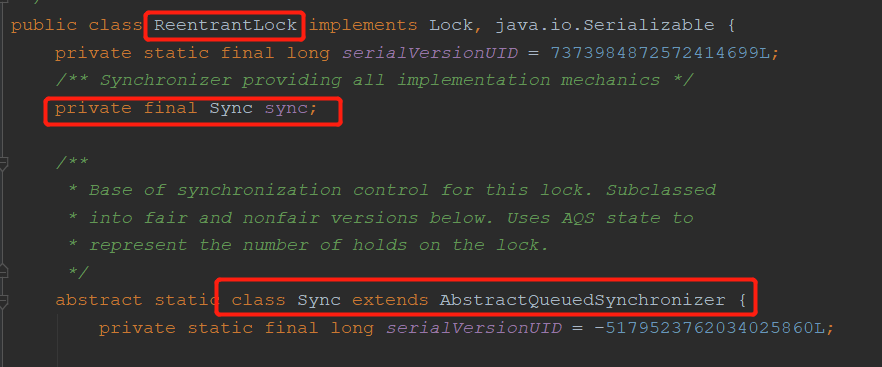 public class ReentrantLock implements Lock, java.io.Serializable {
private static final long serialVersionUID = 7373984872572414699L;
/** Synchronizer providing all implementation mechanics */
private final Sync sync;
/**
* Base of synchronization control for this lock. Subclassed
* into fair and nonfair versions below. Uses AQS state to
* represent the number of holds on the lock.
*/
abstract static class Sync extends AbstractQueuedSynchronizer {
private static final long serialVersionUID = -5179523762034025860L;